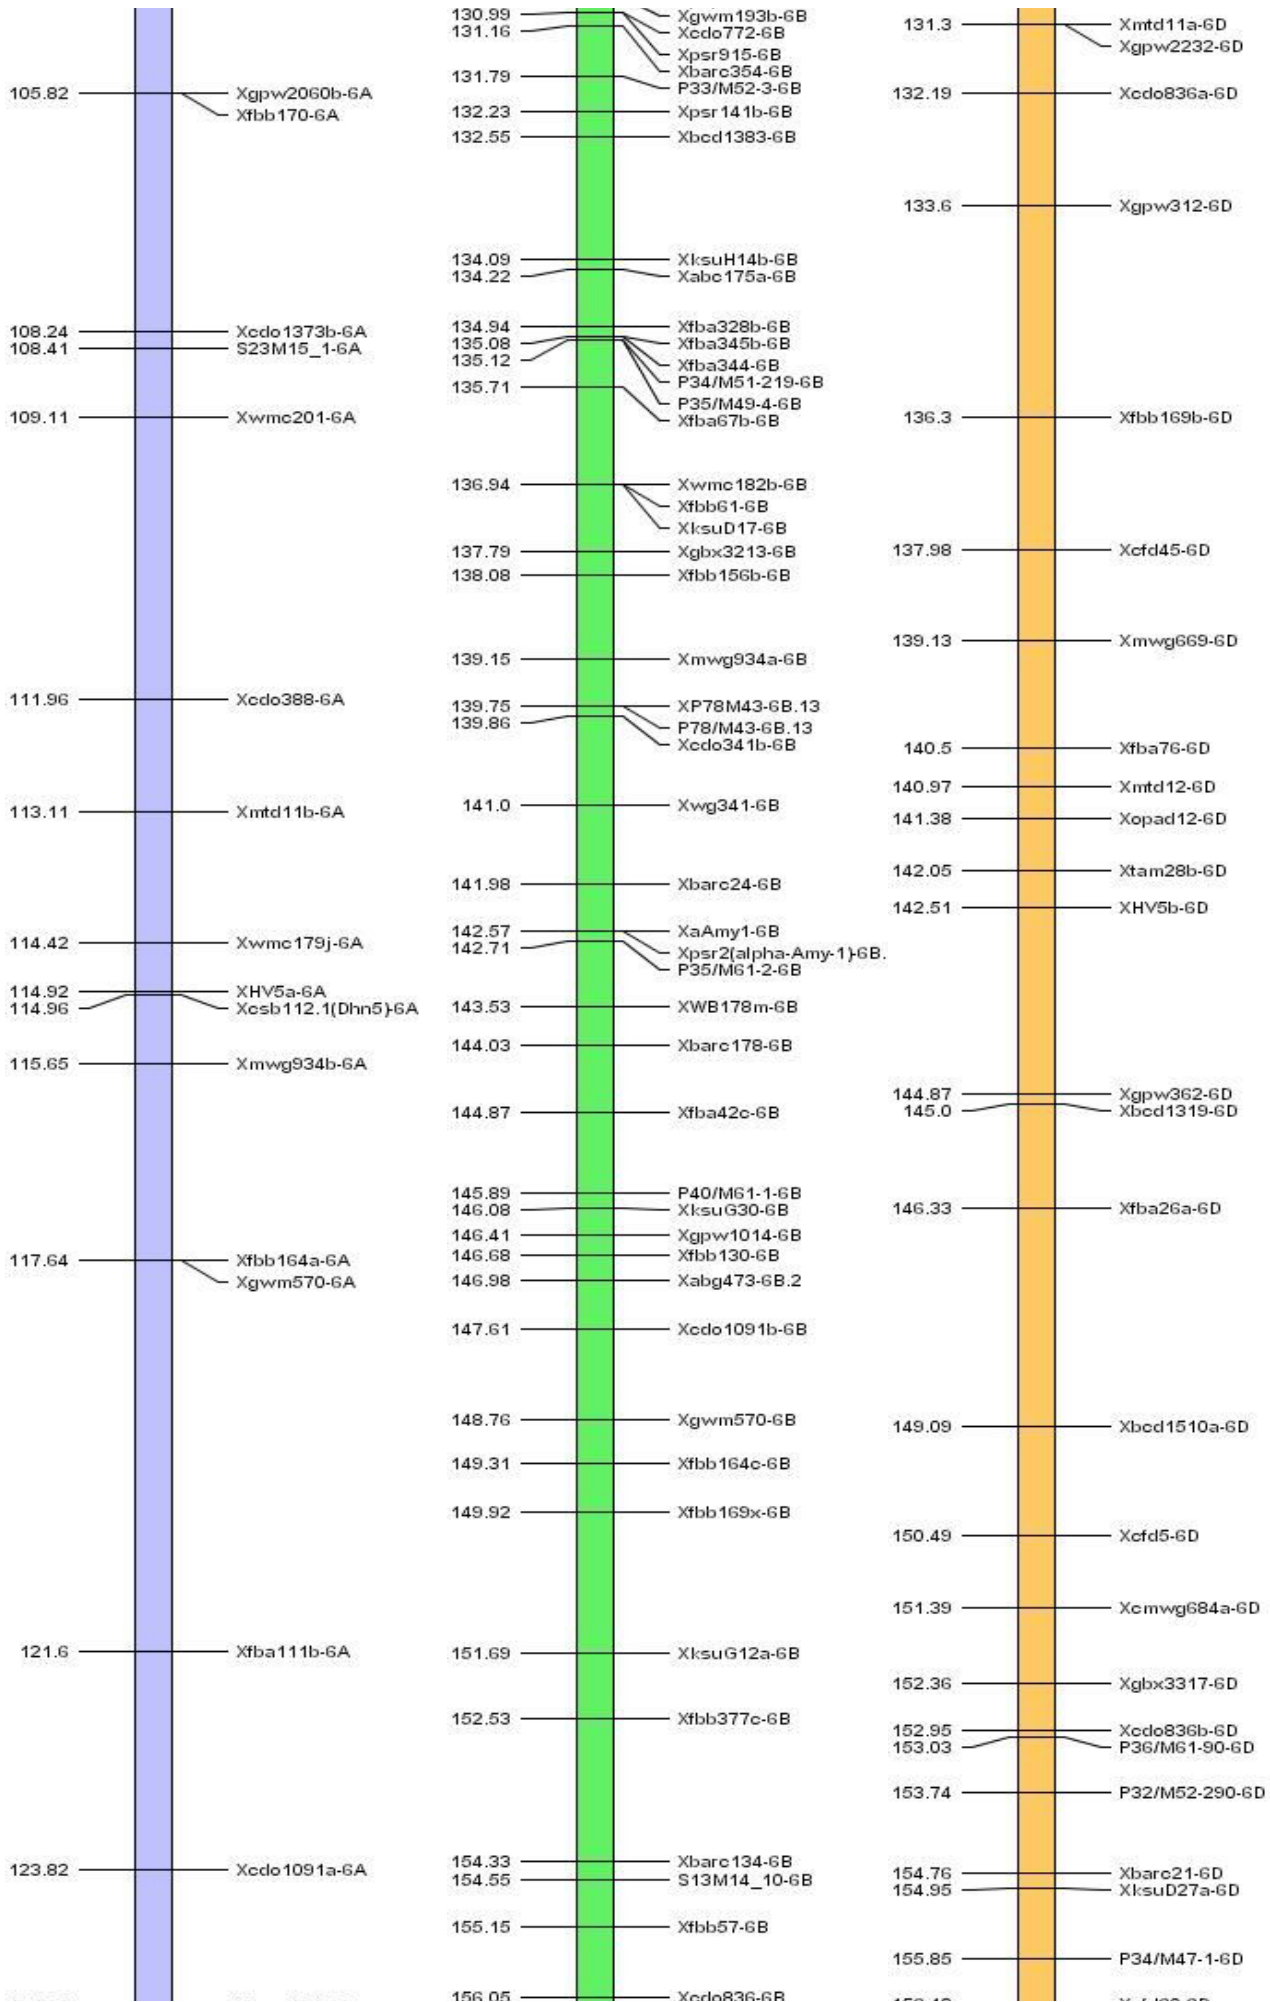 105.82 Xgpw2060b-6A
Xfbb170-6A
108.24 Xcdo1373b-6A
108.41 S23M15_1-6A
109.11 Xwmc201-6A
111.96 Xcdo388-6A
113.11 Xmtd11b-6A
114.42 Xwmc179j-6A
114.92 XHV5a-6A
114.96 Xcsb112.1(Dhn5)-6A
115.65 Xmwg934b-6A
117.64 Xfbb164a-6A
Xgwm570-6A
121.6 Xfba111b-6A
123.82 Xcdo1091a-6A
130.99 Xgwm193b-6B
131.16 Xcdo772-6B
Xpsr915-6B
Xbarc354-6B
131.79 P33/M52-3-6B
132.23 Xpsr141b-6B
132.55 Xbcd1383-6B
134.09 XksuH14b-6B
134.22 Xabc175a-6B
134.94 Xfba328b-6B
135.08 Xfba345b-6B
135.12 Xfba344-6B
P34/M51-219-6B
135.71 P35/M49-4-6B
Xfba67b-6B
136.94 Xwmc182b-6B
Xfbb61-6B
XksuD17-6B
137.79 Xgbx3213-6B
138.08 Xfbb156b-6B
139.15 Xmwg934a-6B
139.75 XP78M43-6B.13
139.86 P78/M43-6B.13
Xcdo341b-6B
141.0 Xwg341-6B
141.98 Xbarc24-6B
142.57 XaAmy1-6B
142.71 Xpsr2(alpha-Amy-1)-6B.
P35/M61-2-6B
143.53 XWB178m-6B
144.03 Xbarc178-6B
144.87 Xfba42c-6B
145.89 P40/M61-1-6B
146.08 XksuG30-6B
146.41 Xgpw1014-6B
146.68 Xfbb130-6B
146.98 Xabg473-6B.2
147.61 Xcdo1091b-6B
148.76 Xgwm570-6B
149.31 Xfbb164c-6B
149.92 Xfbb169x-6B
151.69 XksuG12a-6B
152.53 Xfbb377c-6B
154.33 Xbarc134-6B
154.55 S13M14_10-6B
155.15 Xfbb57-6B
156.05 Xcdo836-6B
131.3 Xmtd11a-6D
Xgpw2232-6D
132.19 Xcdo836a-6D
133.6 Xgpw312-6D
136.3 Xfbb169b-6D
137.98 Xcfd45-6D
139.13 Xmwg669-6D
140.5 Xfba76-6D
140.97 Xmtd12-6D
141.38 Xopad12-6D
142.05 Xtam28b-6D
142.51 XHV5b-6D
144.87 Xgpw362-6D
145.0 Xbcd1319-6D
146.33 Xfba26a-6D
149.09 Xbcd1510a-6D
150.49 Xcfd5-6D
151.39 Xcmwg684a-6D
152.36 Xgbx3317-6D
152.95 Xcdo836b-6D
153.03 P36/M61-90-6D
153.74 P32/M52-290-6D
154.76 Xbarc21-6D
154.95 XksuD27a-6D
155.85 P34/M47-1-6D